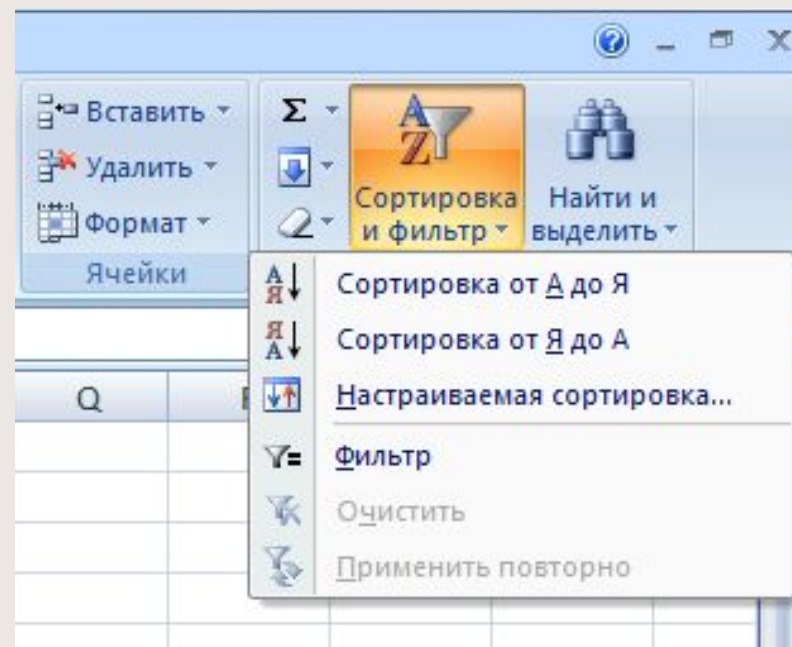 Вставить
Удалить
Формат
Ячейки
Σ
Сортировка
и фильтр
Найти и
выделить
Сортировка от А до Я
Сортировка от Я до А
Настраиваемая сортировка...
Фильтр
Очистить
Применить повторно
Q